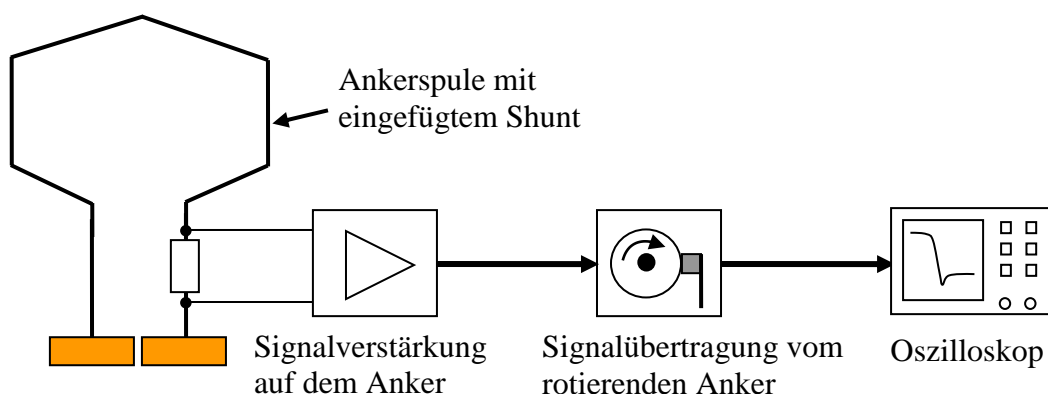 Ankerspule mit
eingefügtem Shunt
Signalverstärkung
auf dem Anker
Signalübertragung vom
rotierenden Anker
Oszilloskop